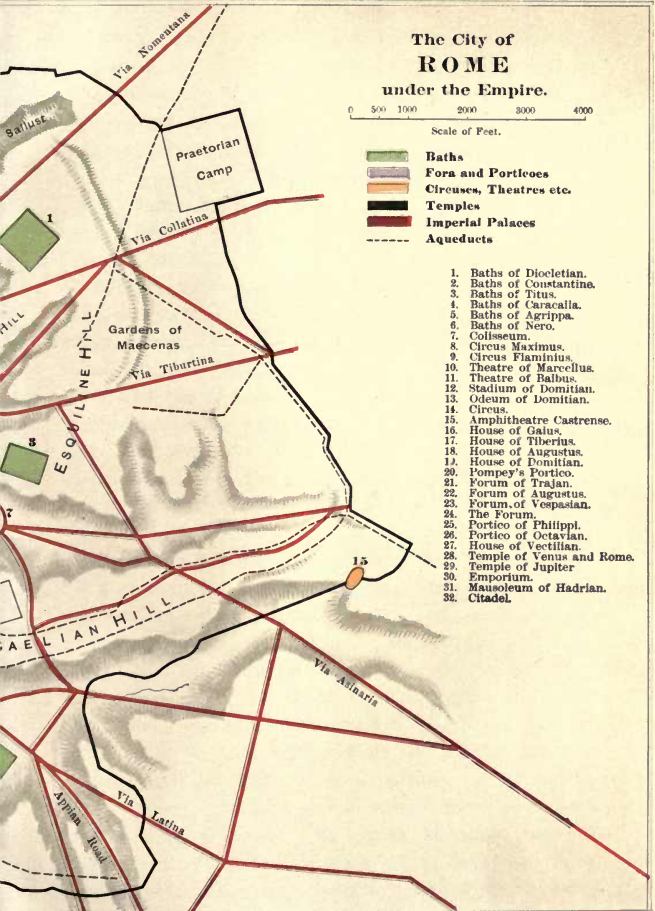 The City of
ROME
under the Empire.
0 500 1000 2000 3000 4000
Scale of Feet.
Baths
Fora and Porticoes
Circuses, Theatres etc.
Temples
Imperial Palaces
Aqueducts
1. Baths of Diocletian.
2. Baths of Constantine.
3. Baths of Titus.
4. Baths of Caracalla.
5. Baths of Agrippa.
6. Baths of Nero.
7. Colisseum.
8. Circus Maximus.
9. Circus Flaminius.
10. Theatre of Marcellus.
11. Theatre of Balbus.
12. Stadium of Domitian.
13. Odeum of Domitian.
14. Circus.
15. Amphitheatre Castrense.
16. House of Gaius.
17. House of Tiberius.
18. House of Augustus.
19. House of Domitian.
20. Pompey's Portico.
21. Forum of Trajan.
22. Forum of Augustus.
23. Forum of Vespasian.
24. The Forum.
25. Portico of Philippi.
26. Portico of Octavian.
27. House of Vectilian.
28. Temple of Venus and Rome.
29. Temple of Jupiter
30. Emporium.
31. Mausoleum of Hadrian.
32. Citadel.
Via Nomentana
Sallust
Praetorian
Camp
1
Via Collatina
HILL
Gardens of
Maecenas
Via Tiburtina
ESQUILINE HILL
3
7
15
AELIAN HILL
Via Asinaria
Via Latina
Appian Road